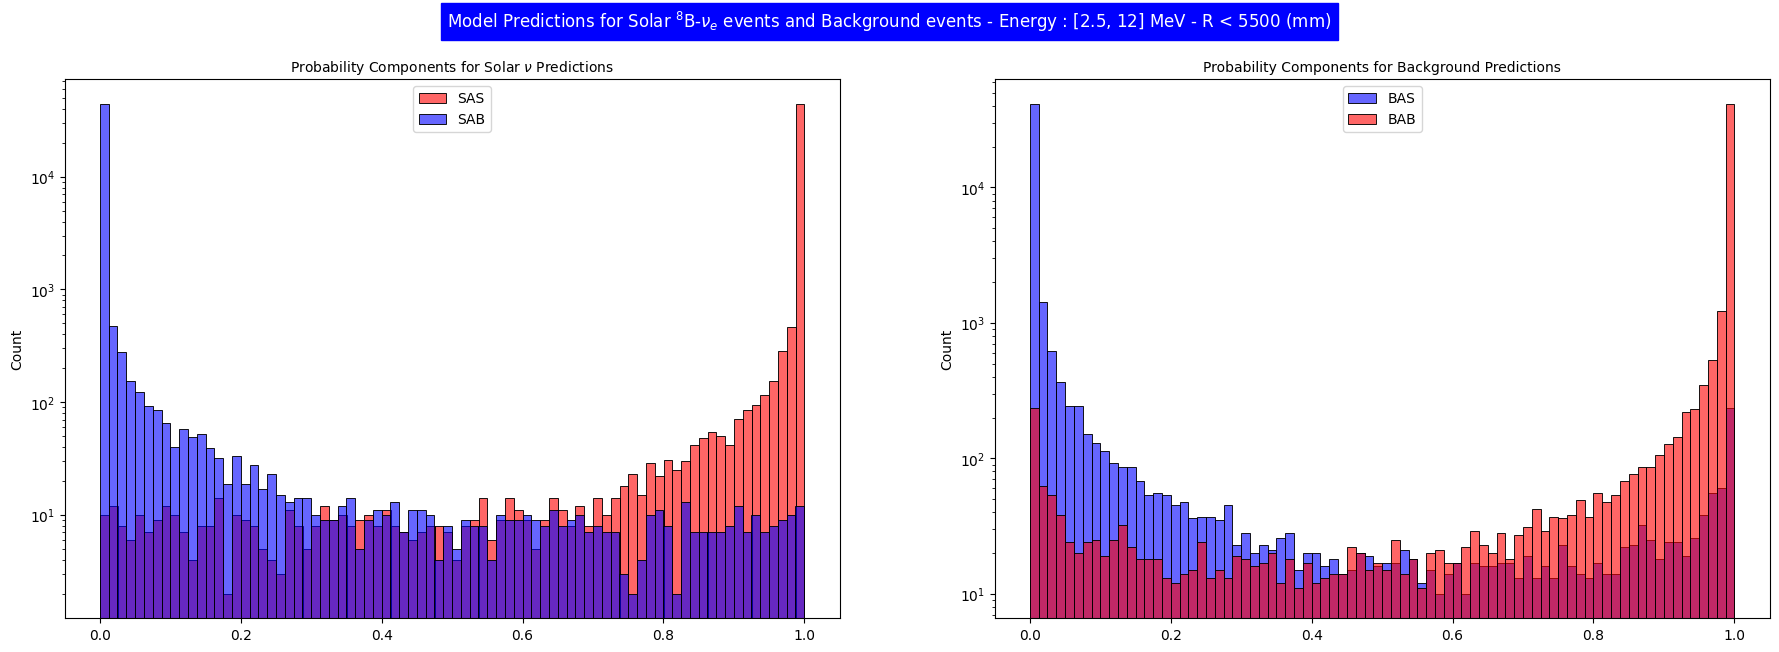 Model Predictions for Solar ⁸B-νₑ events and Background events - Energy : [2.5, 12] MeV - R < 5500 (mm)
Probability Components for Solar ν Predictions
SAS
SAB
Count
10⁴
10³
10²
10¹
0.0 0.2 0.4 0.6 0.8 1.0
Probability Components for Background Predictions
BAS
BAB
Count
10⁴
10³
10²
10¹
0.0 0.2 0.4 0.6 0.8 1.0